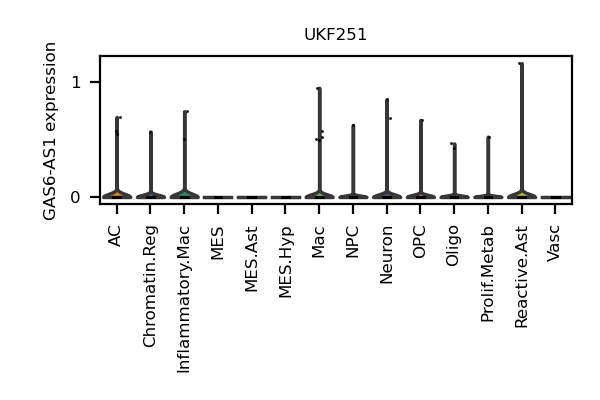 UKF251
GAS6-AS1 expression
1
0
AC
Chromatin.Reg
Inflammatory.Mac
MES
MES.Ast
MES.Hyp
Mac
NPC
Neuron
OPC
Oligo
Prolif.Metab
Reactive.Ast
Vasc